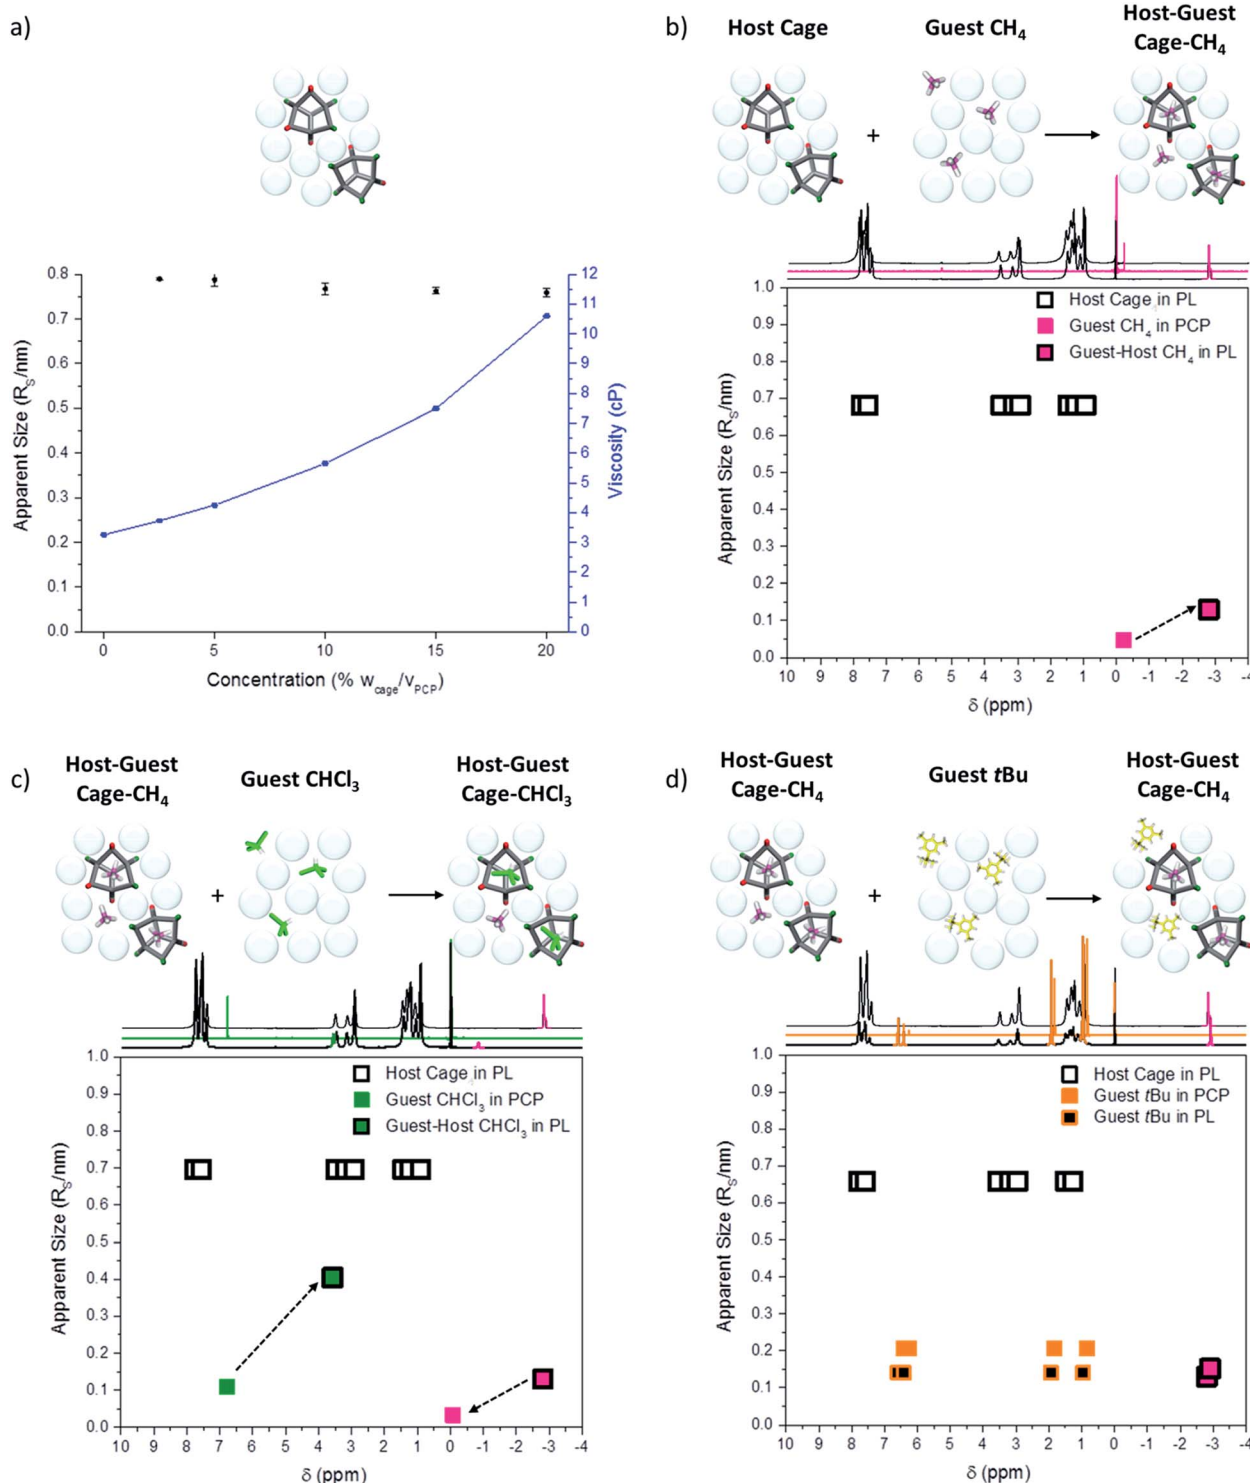 a)
0.8
0.7
0.6
0.5
0.4
0.3
0.2
0.1
0.0
Apparent Size (R_S/nm)
12
11
10
9
8
7
6
5
4
3
2
1
0
Viscosity (cP)
0 5 10 15 20
Concentration (% w_cage/v_PCP)
b)
Host Cage
Guest CH₄
Host-Guest
Cage-CH₄
+
1.0
0.9
0.8
0.7
0.6
0.5
0.4
0.3
0.2
0.1
0.0
Apparent Size (R_S/nm)
Host Cage in PL
Guest CH₄ in PCP
Guest-Host CH₄ in PL
10 9 8 7 6 5 4 3 2 1 0 -1 -2 -3 -4
δ (ppm)
c)
Host-Guest
Cage-CH₄
Guest CHCl₃
Host-Guest
Cage-CHCl₃
+
1.0
0.9
0.8
0.7
0.6
0.5
0.4
0.3
0.2
0.1
0.0
Apparent Size (R_S/nm)
Host Cage in PL
Guest CHCl₃ in PCP
Guest-Host CHCl₃ in PL
10 9 8 7 6 5 4 3 2 1 0 -1 -2 -3 -4
δ (ppm)
d)
Host-Guest
Cage-CH₄
Guest tBu
Host-Guest
Cage-CH₄
+
1.0
0.9
0.8
0.7
0.6
0.5
0.4
0.3
0.2
0.1
0.0
Apparent Size (R_S/nm)
Host Cage in PL
Guest tBu in PCP
Guest tBu in PL
10 9 8 7 6 5 4 3 2 1 0 -1 -2 -3 -4
δ (ppm)